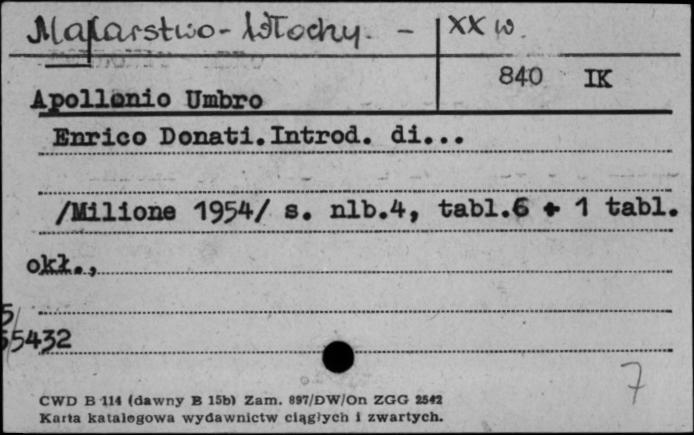 Malarstwo - Włochy. - XX w.
840 IK
Apollonio Umbro
Enrico Donati. Introd. di...
/Milione 1954/ s. nlb.4, tabl.6 + 1 tabl.
okł.,
5/
55432
7
CWD B 114 (dawny B 15b) Zam. 897/DW/On ZGG 2542
Karta katalogowa wydawnictw ciągłych i zwartych.